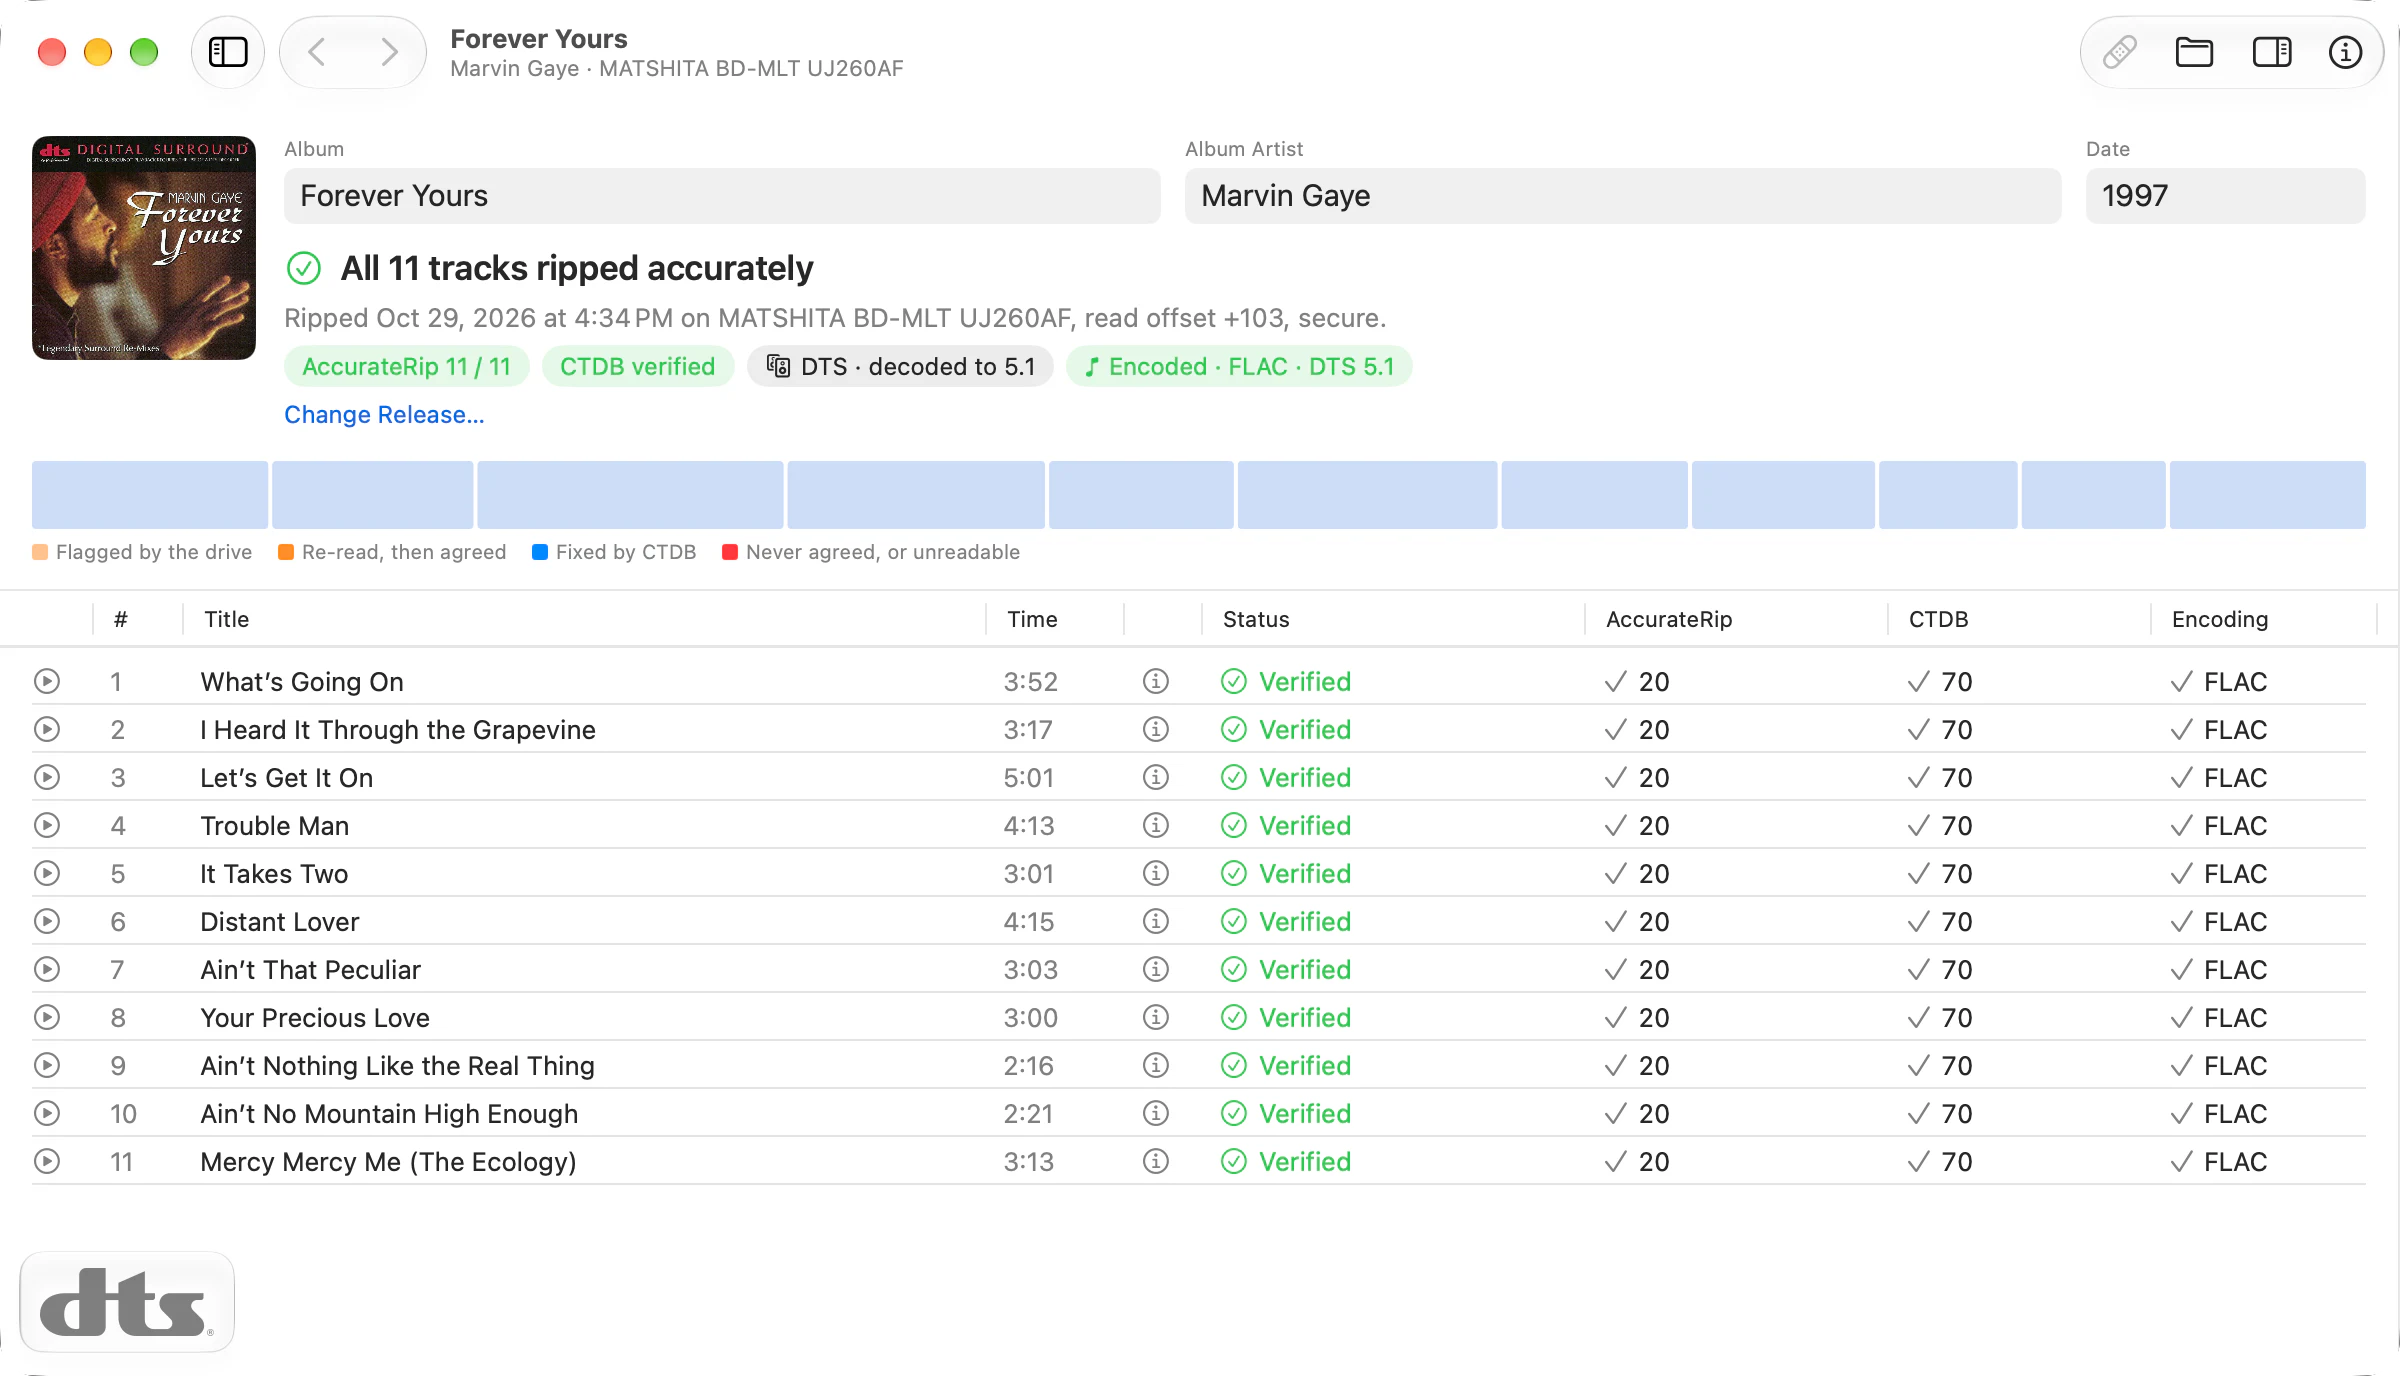 Forever Yours
Marvin Gaye · MATSHITA BD-MLT UJ260AF
dts DIGITAL SURROUND
MARVIN GAYE
Forever
Yours
*Legendary Surround Re-Mixes
Album
Forever Yours
Album Artist
Marvin Gaye
Date
1997
All 11 tracks ripped accurately
Ripped Oct 29, 2026 at 4:34 PM on MATSHITA BD-MLT UJ260AF, read offset +103, secure.
AccurateRip 11 / 11
CTDB verified
DTS · decoded to 5.1
Encoded · FLAC · DTS 5.1
Change Release…
Flagged by the drive
Re-read, then agreed
Fixed by CTDB
Never agreed, or unreadable
# Title Time Status AccurateRip CTDB Encoding
1 What’s Going On 3:52 Verified 20 70 FLAC
2 I Heard It Through the Grapevine 3:17 Verified 20 70 FLAC
3 Let’s Get It On 5:01 Verified 20 70 FLAC
4 Trouble Man 4:13 Verified 20 70 FLAC
5 It Takes Two 3:01 Verified 20 70 FLAC
6 Distant Lover 4:15 Verified 20 70 FLAC
7 Ain’t That Peculiar 3:03 Verified 20 70 FLAC
8 Your Precious Love 3:00 Verified 20 70 FLAC
9 Ain’t Nothing Like the Real Thing 2:16 Verified 20 70 FLAC
10 Ain’t No Mountain High Enough 2:21 Verified 20 70 FLAC
11 Mercy Mercy Me (The Ecology) 3:13 Verified 20 70 FLAC
dts®